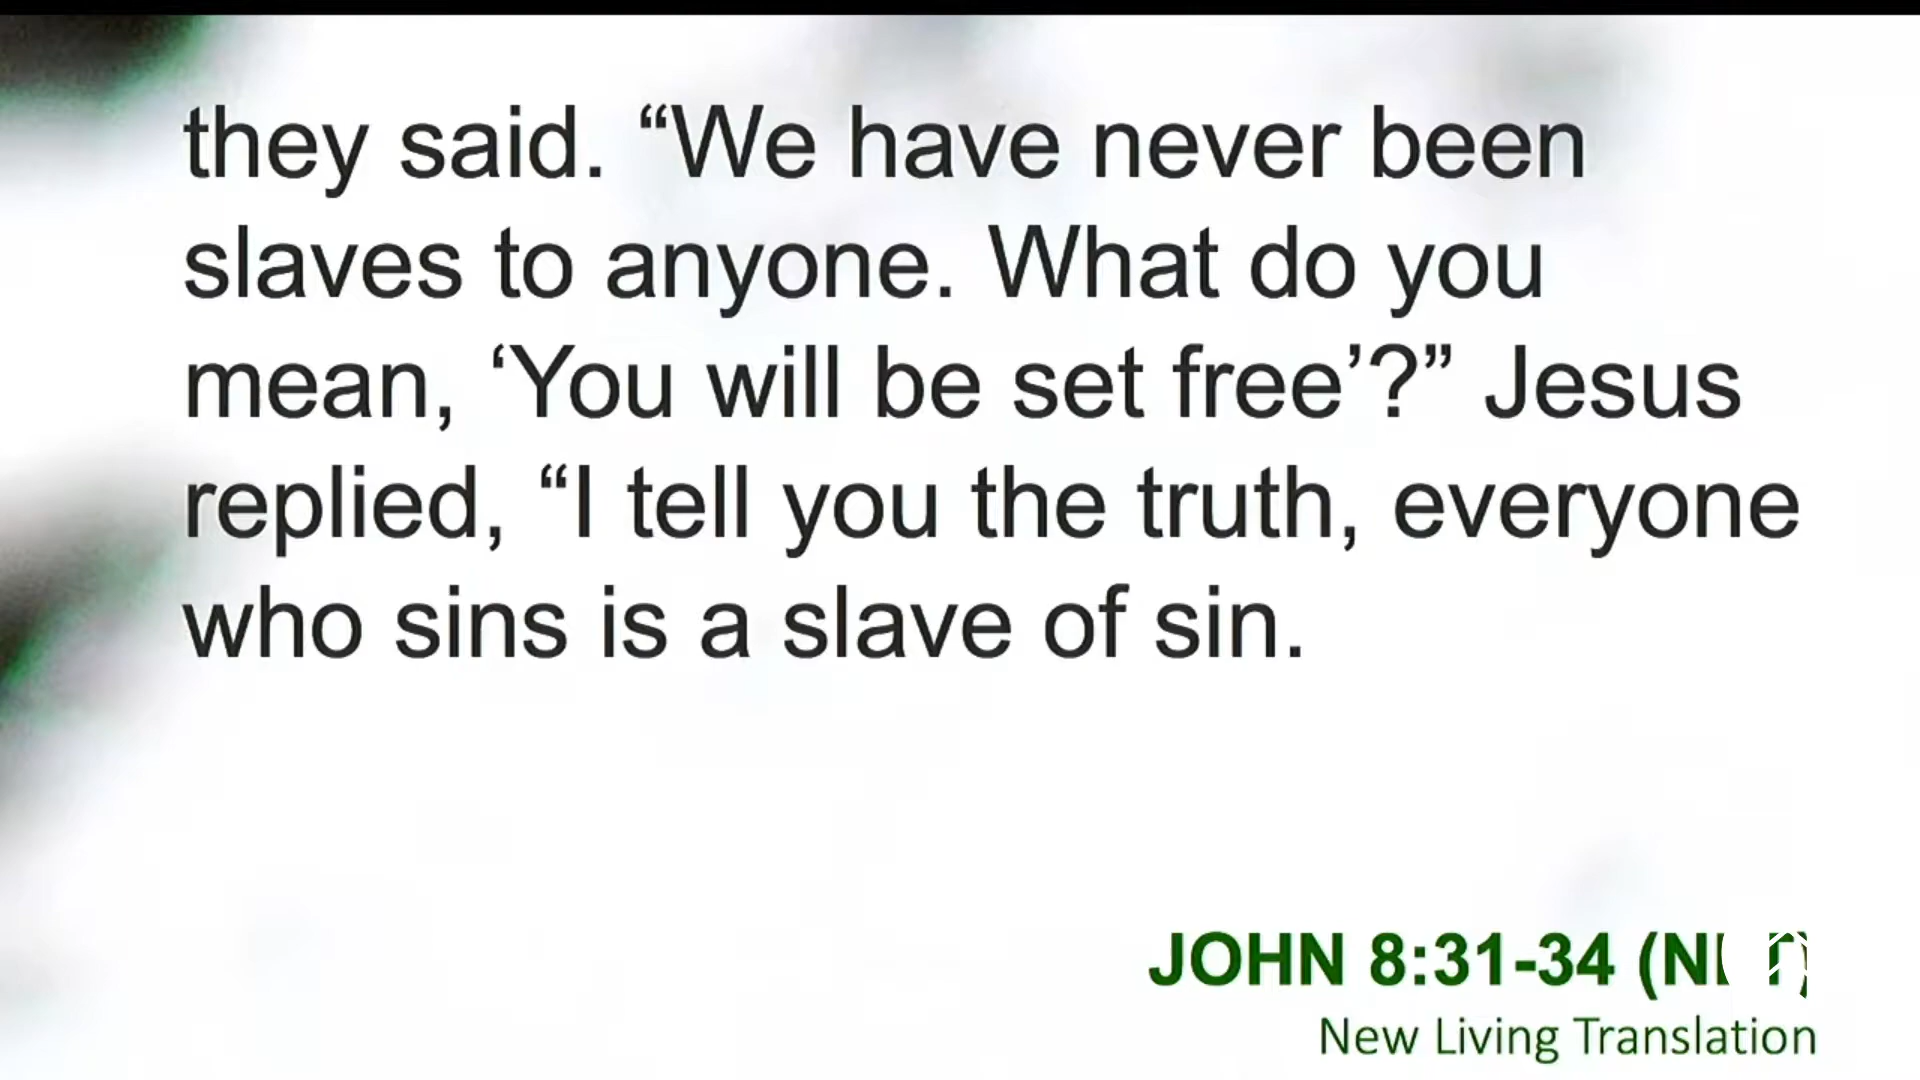 they said. “We have never been
slaves to anyone. What do you
mean, ‘You will be set free’?” Jesus
replied, “I tell you the truth, everyone
who sins is a slave of sin.
JOHN 8:31-34 (NLT)
New Living Translation